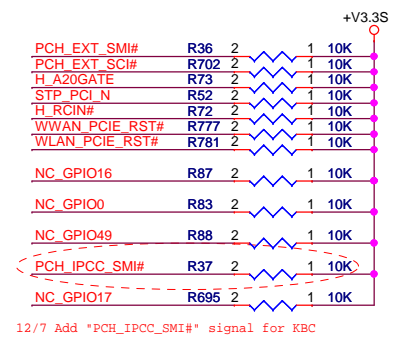 +V3.3S
PCH_EXT_SMI# R36 2 1 10K
PCH_EXT_SCI# R702 2 1 10K
H_A20GATE R73 2 1 10K
STP_PCI_N R52 2 1 10K
H_RCIN# R72 2 1 10K
WWAN_PCIE_RST# R777 2 1 10K
WLAN_PCIE_RST# R781 2 1 10K
NC_GPIO16 R87 2 1 10K
NC_GPIO0 R83 2 1 10K
NC_GPIO49 R88 2 1 10K
PCH_IPCC_SMI# R37 2 1 10K
NC_GPIO17 R695 2 1 10K
12/7 Add "PCH_IPCC_SMI#" signal for KBC